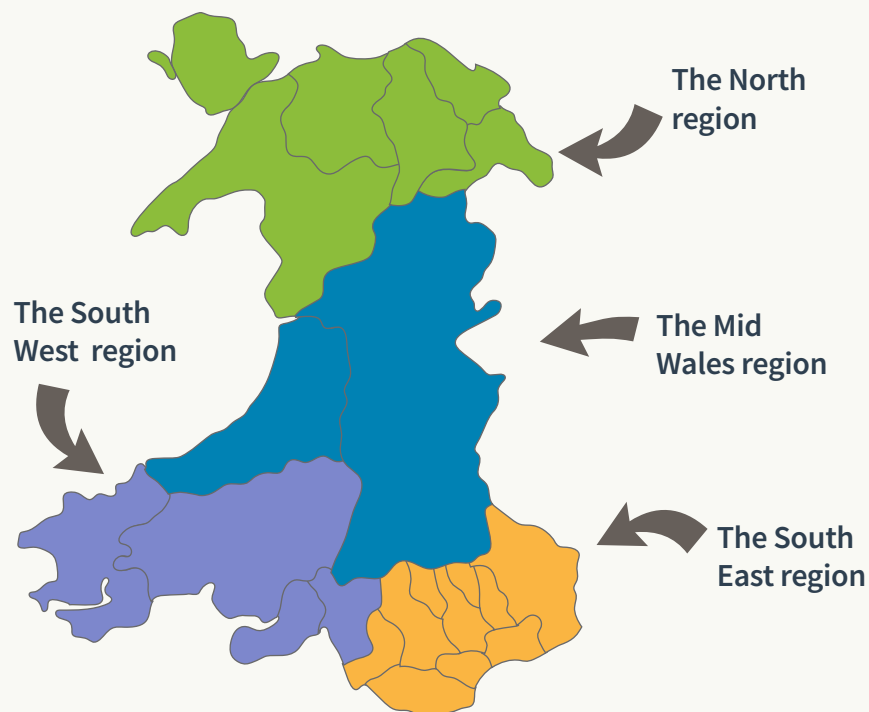 The North
region
The South
West region
The Mid
Wales region
The South
East region